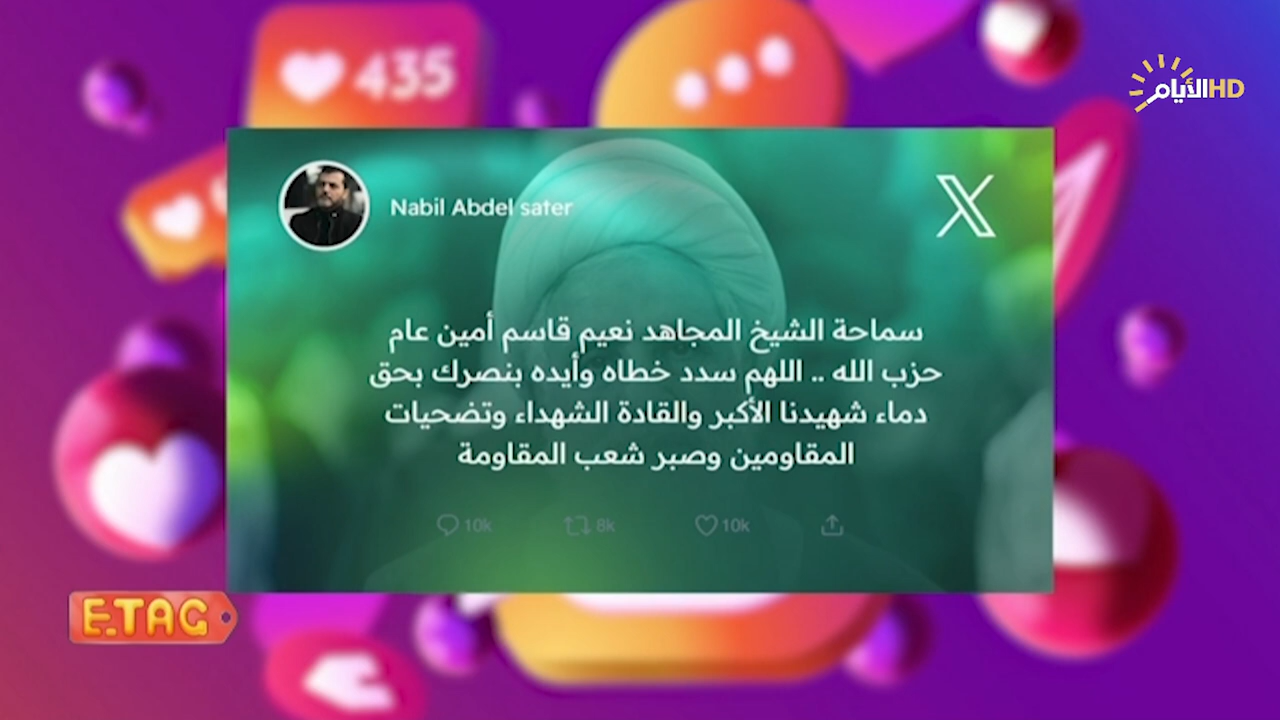 435
الأيام HD
Nabil Abdel sater
سماحة الشيخ المجاهد نعيم قاسم أمين عام
حزب الله .. اللهم سدد خطاه وأيده بنصرك بحق
دماء شهيدنا الأكبر والقادة الشهداء وتضحيات
المقاومين وصبر شعب المقاومة
10k 8k 10k
E.TAG